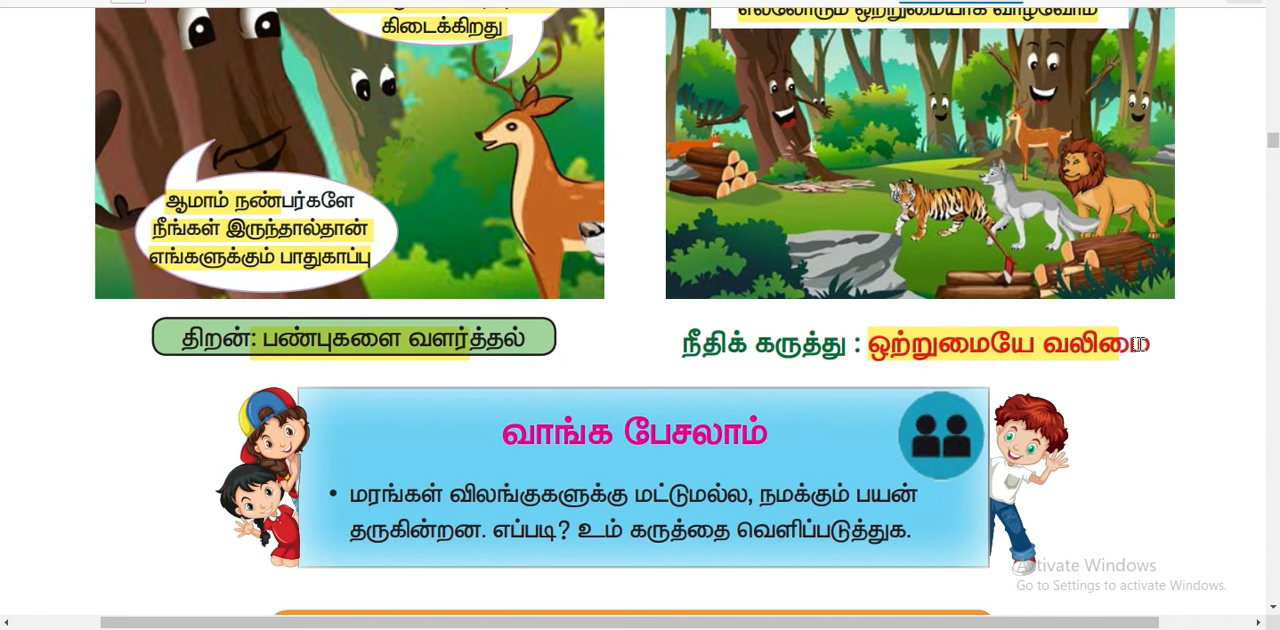 கிடைக்கிறது
எல்லோரும் ஒற்றுமையாக வாழ்வோம்
ஆமாம் நண்பர்களே
நீங்கள் இருந்தால்தான்
எங்களுக்கும் பாதுகாப்பு
திறன்: பண்புகளை வளர்த்தல்
நீதிக் கருத்து : ஒற்றுமையே வலிமை
வாங்க பேசலாம்
• மரங்கள் விலங்குகளுக்கு மட்டுமல்ல, நமக்கும் பயன்
தருகின்றன. எப்படி? உம் கருத்தை வெளிப்படுத்துக.
Activate Windows
Go to Settings to activate Windows.